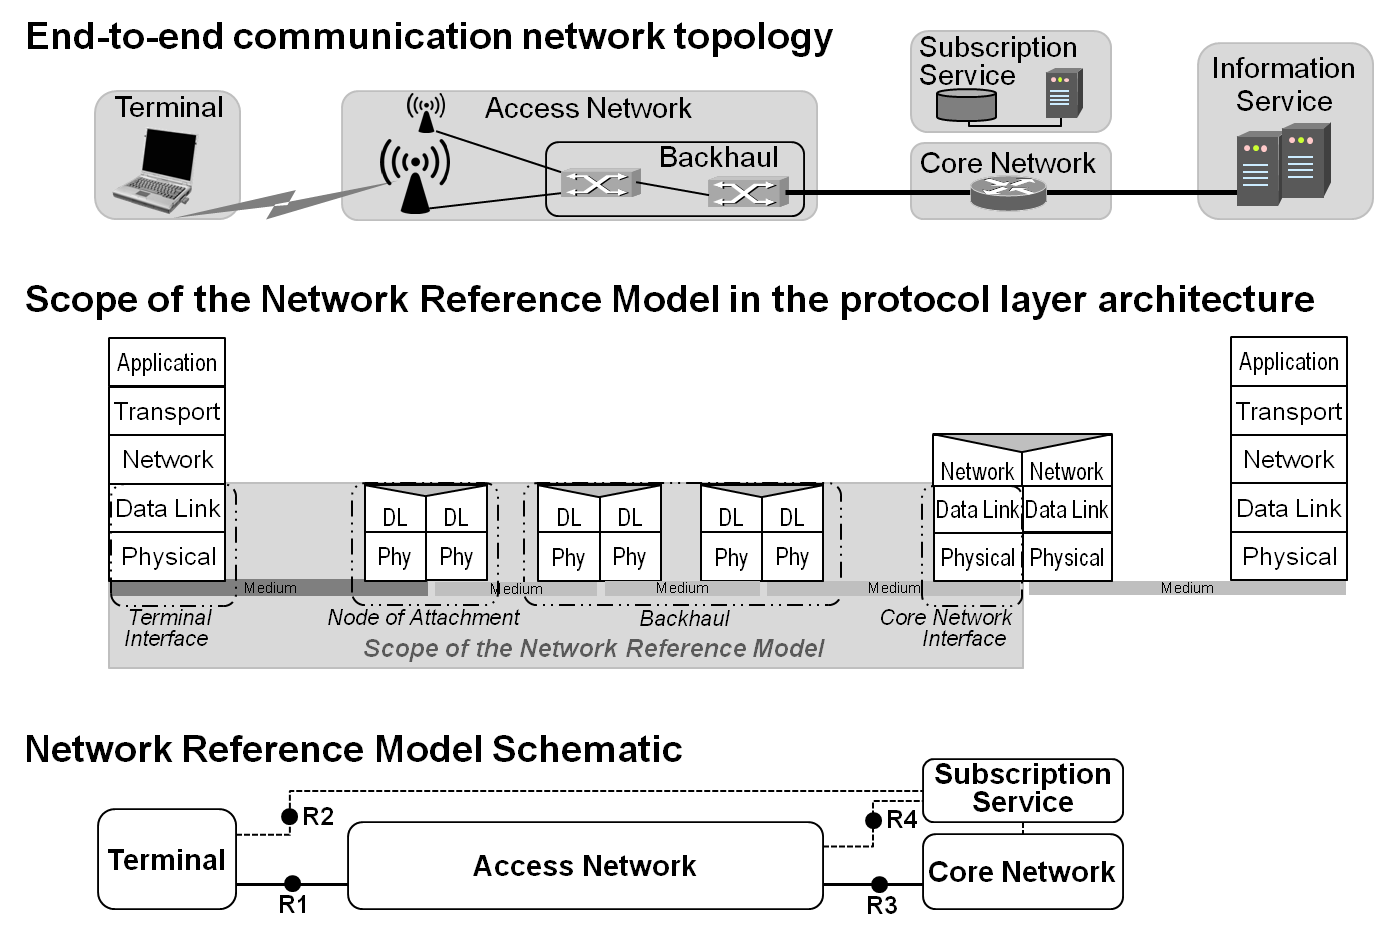 End-to-end communication network topology
Terminal
Access Network
Backhaul
Subscription
Service
Core Network
Information
Service
Scope of the Network Reference Model in the protocol layer architecture
Application
Transport
Network
Data Link
Physical
DL DL
Phy Phy
DL DL
Phy Phy
DL DL
Phy Phy
Network Network
Data Link Data Link
Physical Physical
Application
Transport
Network
Data Link
Physical
Medium Medium Medium Medium Medium
Terminal
Interface
Node of Attachment
Backhaul
Core Network
Interface
Scope of the Network Reference Model
Network Reference Model Schematic
Subscription
Service
R2
R4
Terminal
Access Network
Core Network
R1
R3